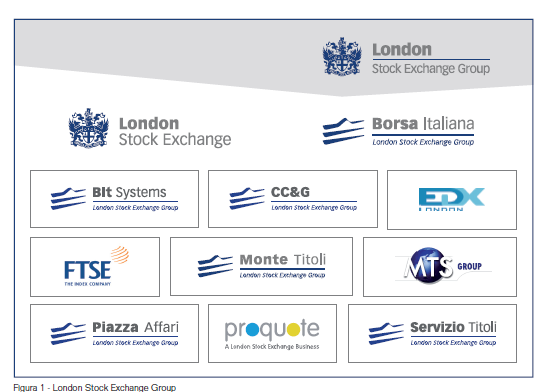 London
Stock Exchange Group
London
Stock Exchange
Borsa Italiana
London Stock Exchange Group
BIt Systems
London Stock Exchange Group
CC&G
London Stock Exchange Group
EDX
LONDON
FTSE
THE INDEX COMPANY
Monte Titoli
London Stock Exchange Group
MTS GROUP
Piazza Affari
London Stock Exchange Group
proquote
A London Stock Exchange Business
Servizio Titoli
London Stock Exchange Group
Figura 1 - London Stock Exchange Group